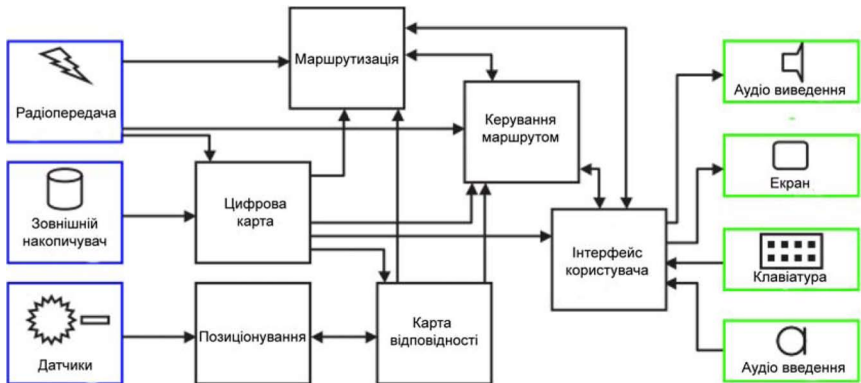 Маршрутизація
Радіопередача
Керування
маршрутом
Аудіо виведення
Зовнішній
накопичувач
Цифрова
карта
Екран
Інтерфейс
користувача
Клавіатура
Датчики
Позиціонування
Карта
відповідності
Аудіо введення